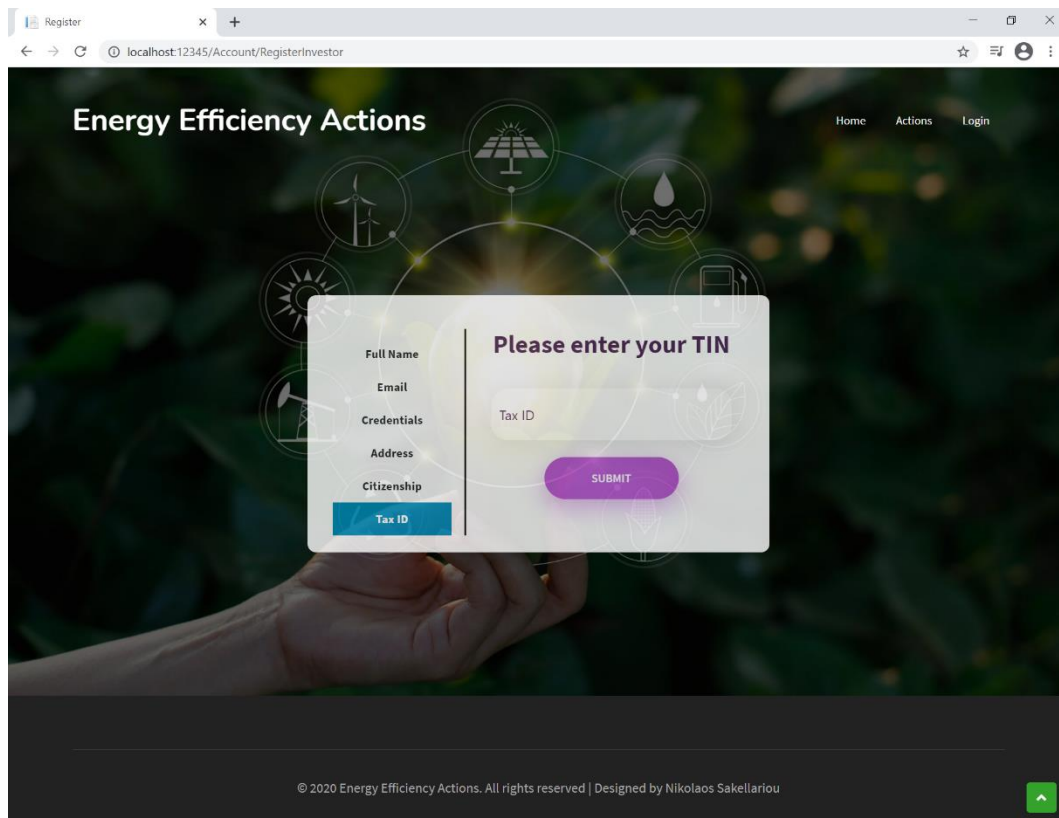 Register
localhost:12345/Account/RegisterInvestor
Energy Efficiency Actions
Home Actions Login
Full Name
Email
Credentials
Address
Citizenship
Tax ID
Please enter your TIN
Tax ID
SUBMIT
© 2020 Energy Efficiency Actions. All rights reserved | Designed by Nikolaos Sakellariou